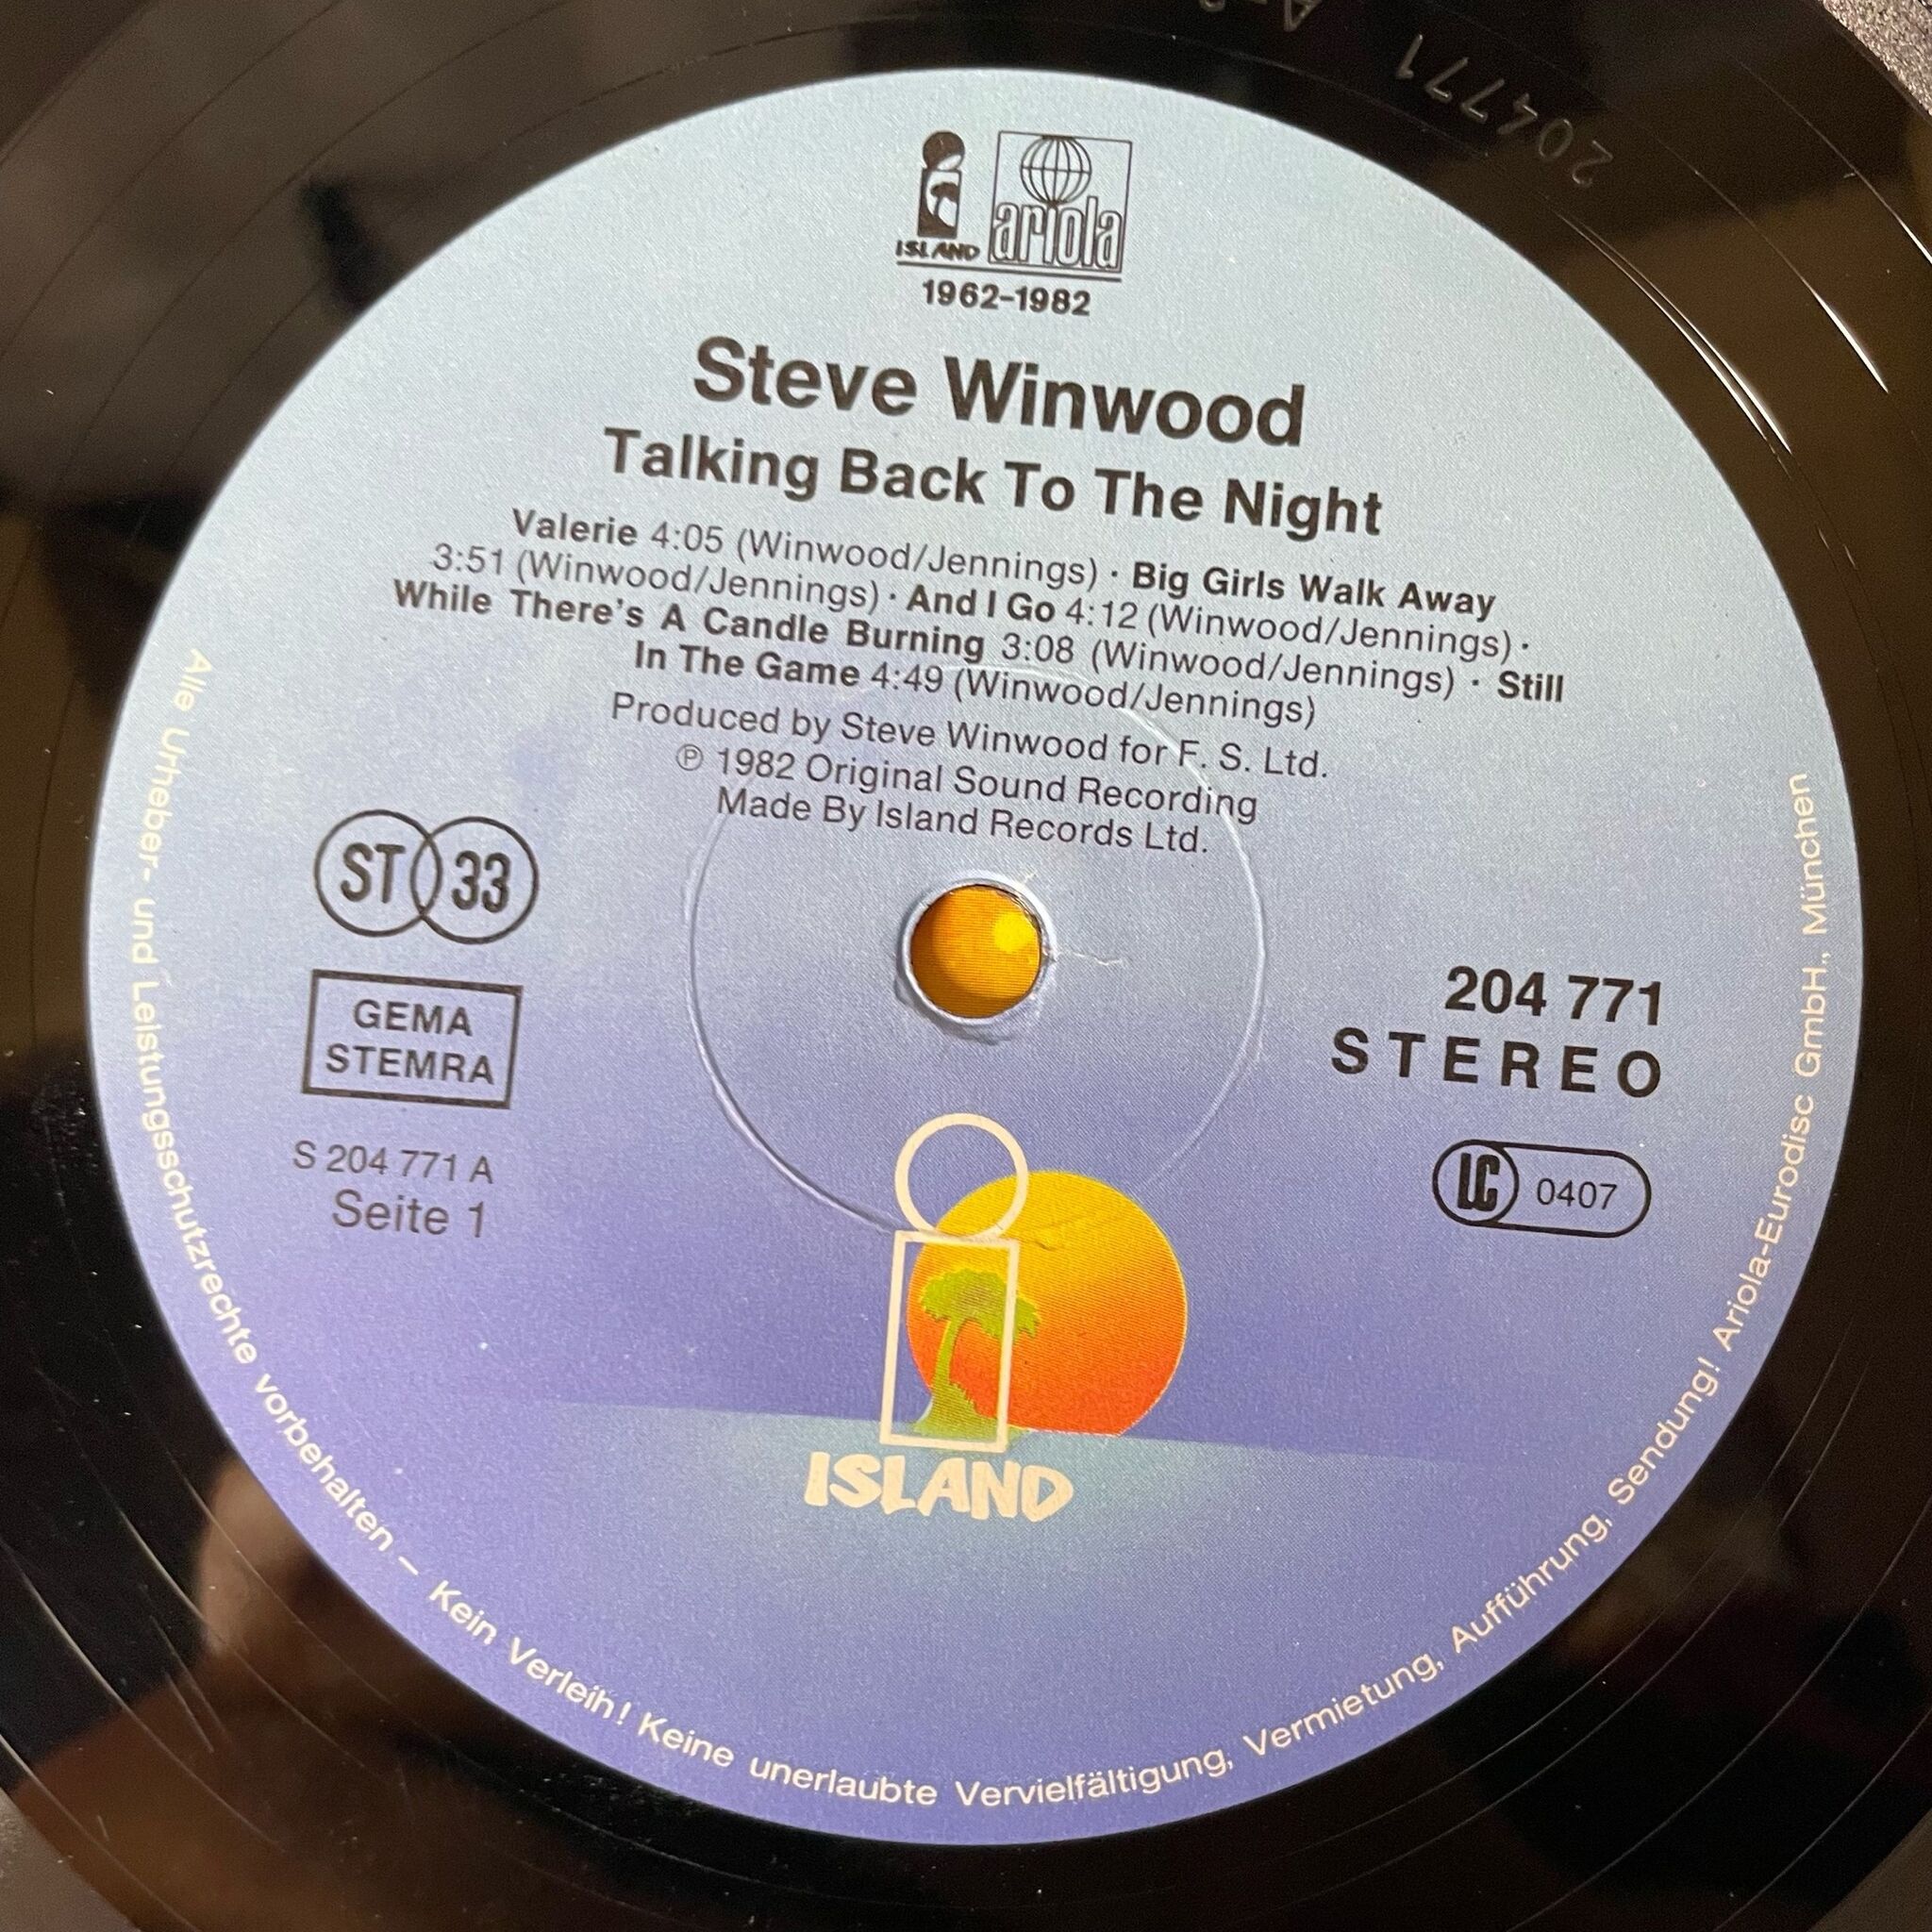 204771 A
ISLAND ariola
1962-1982
Steve Winwood
Talking Back To The Night
Valerie 4:05 (Winwood/Jennings) · Big Girls Walk Away
3:51 (Winwood/Jennings) · And I Go 4:12 (Winwood/Jennings) ·
While There's A Candle Burning 3:08 (Winwood/Jennings) · Still
In The Game 4:49 (Winwood/Jennings)
Produced by Steve Winwood for F. S. Ltd.
℗ 1982 Original Sound Recording
Made By Island Records Ltd.
ST 33
GEMA
STEMRA
S 204 771 A
Seite 1
204 771
STEREO
LC 0407
ISLAND
Alle Urheber- und Leistungsschutzrechte vorbehalten – Kein Verleih! Keine unerlaubte Vervielfältigung, Vermietung, Aufführung, Sendung! Ariola-Eurodisc GmbH., München